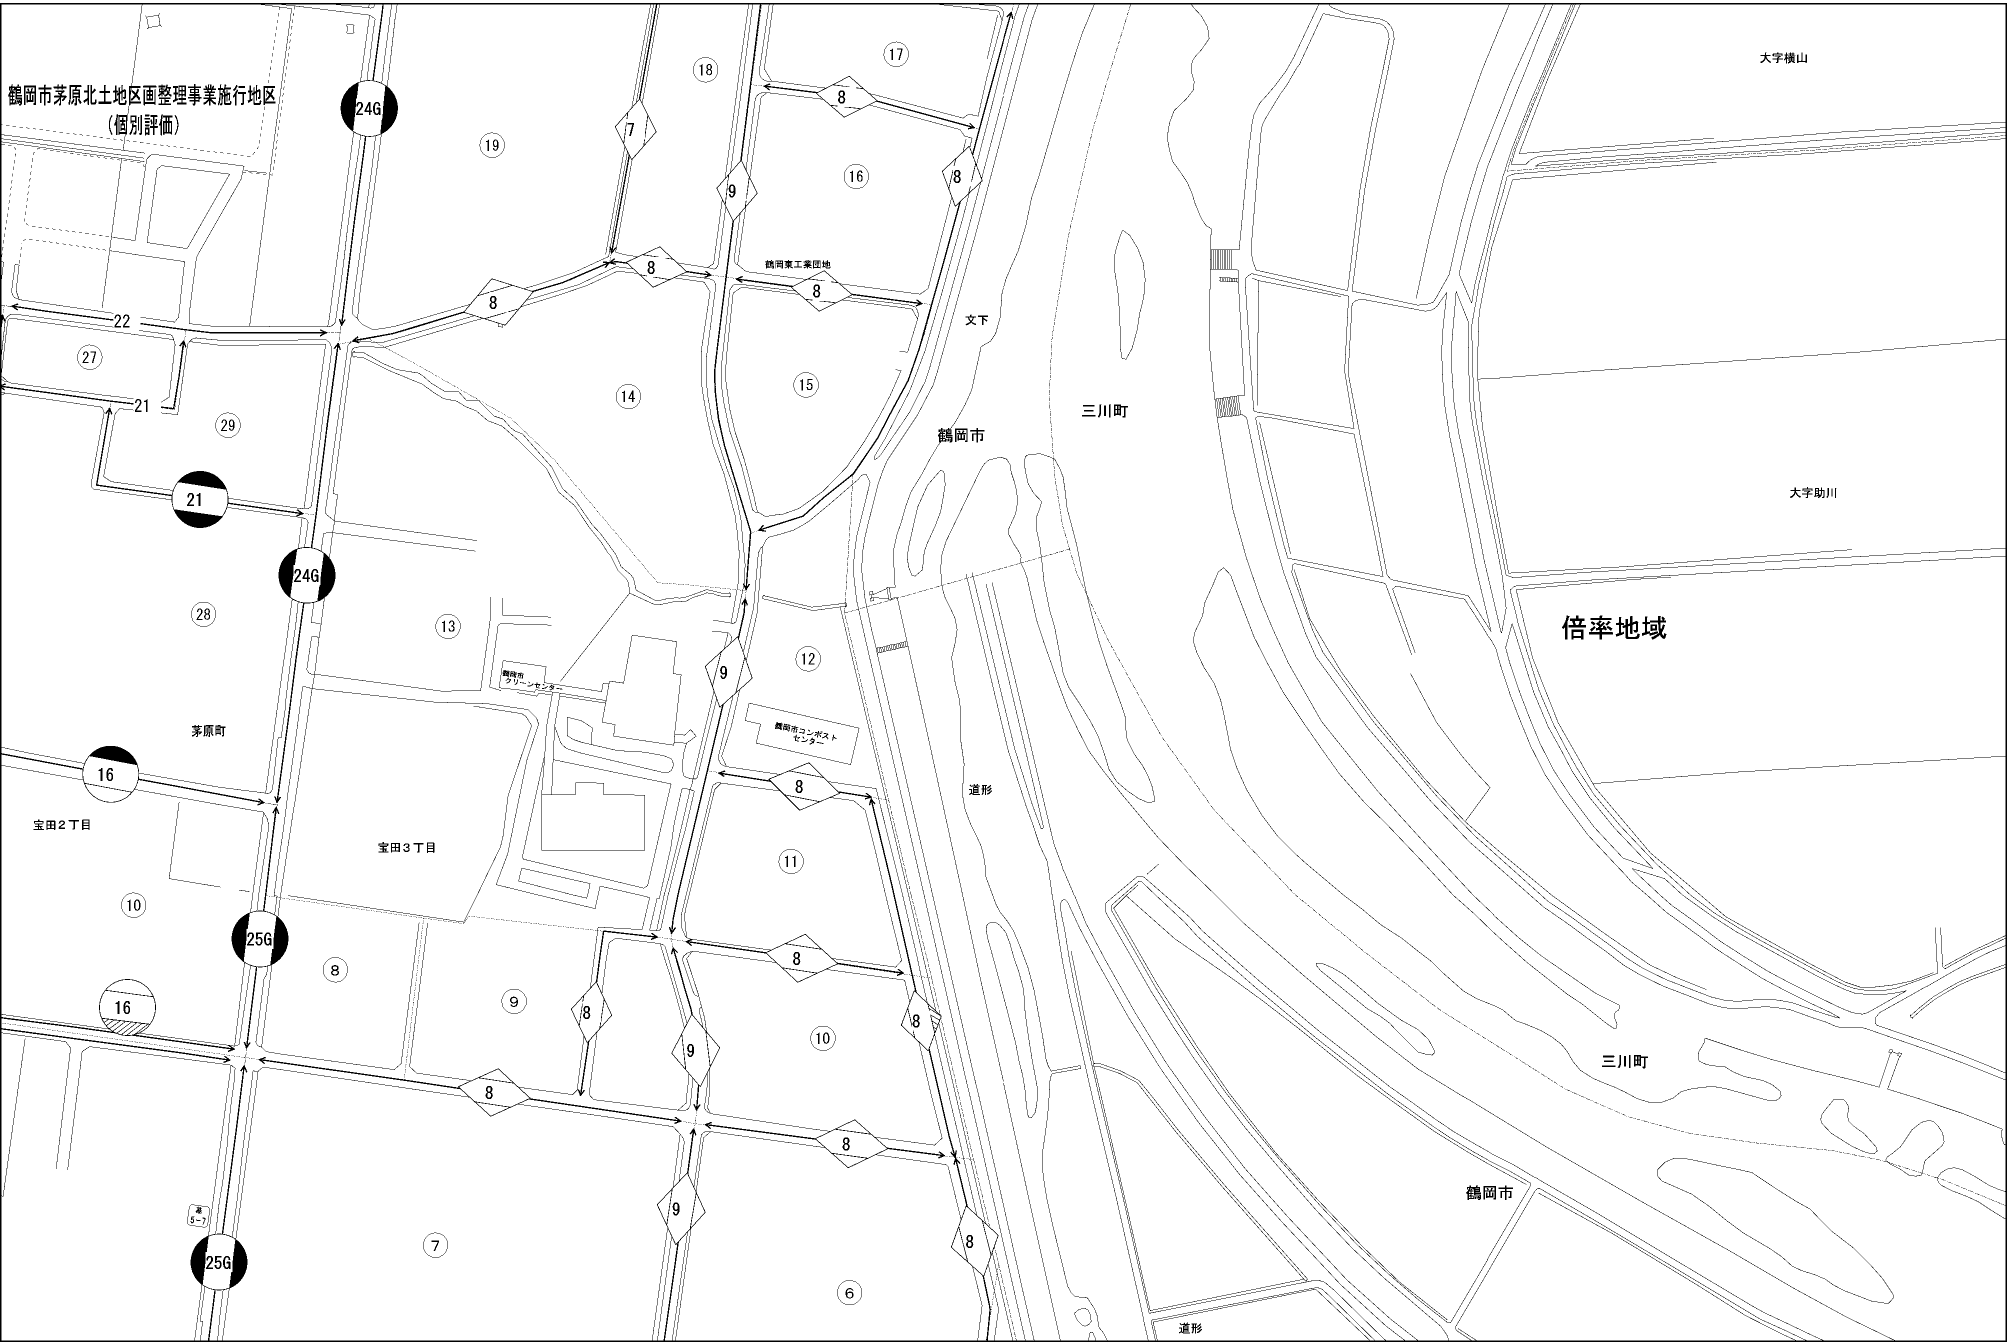 大字横山
⑰
⑱
8
鶴岡市茅原北土地区画整理事業施行地区
(個別評価)
24G
7
⑲
⑯
9
8
8
鶴岡東工業団地
8
8
22
文下
㉗
⑮
⑭
21
三川町
㉙
鶴岡市
21
大字助川
24G
㉘
⑬
倍率地域
⑫
9
鶴岡市
クリーンセンター
茅原町
鶴岡市コンポスト
センター
16
8
道形
宝田2丁目
宝田3丁目
⑪
⑩
25G
8
⑧
⑨
16
8
8
⑩
9
三川町
8
8
鶴岡市
9
5-7
8
⑦
25G
⑥
道形